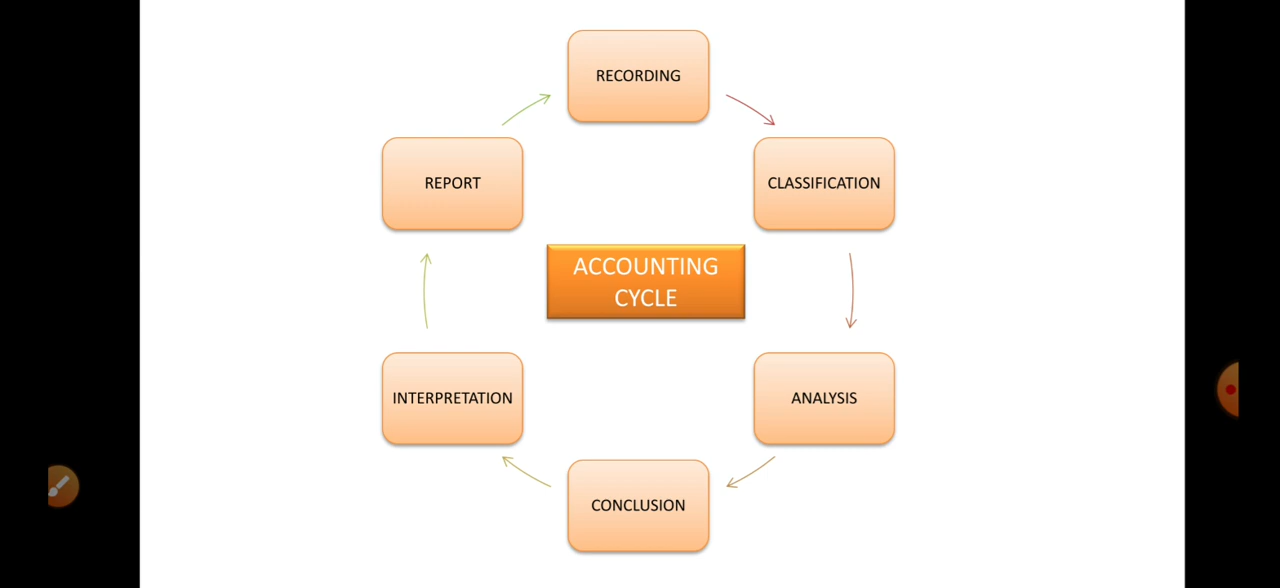 RECORDING
CLASSIFICATION
ANALYSIS
CONCLUSION
INTERPRETATION
REPORT
ACCOUNTING
CYCLE